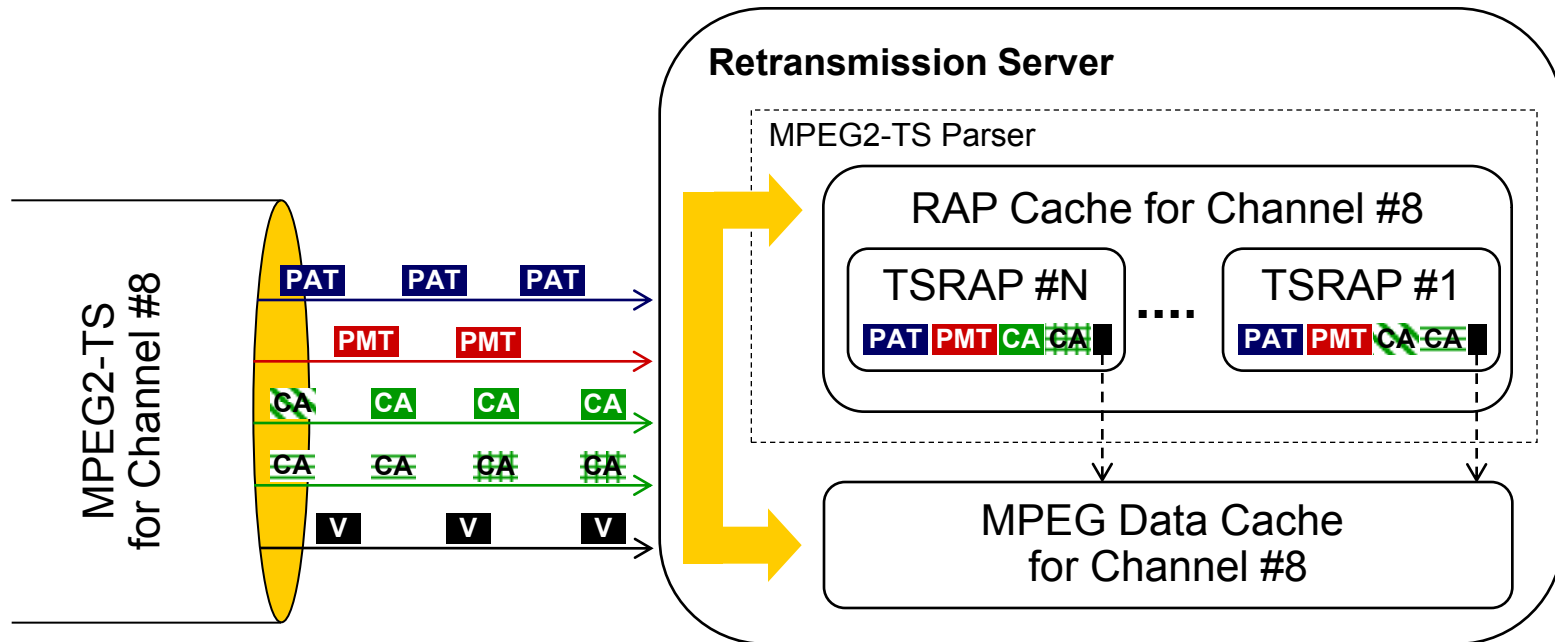 Retransmission Server
MPEG2-TS Parser
RAP Cache for Channel #8
TSRAP #N
....
TSRAP #1
PAT PMT CA CA
PAT PMT CA CA
MPEG2-TS
for Channel #8
PAT PAT PAT
PMT PMT
CA CA CA CA
CA CA CA CA
V V V
MPEG Data Cache
for Channel #8